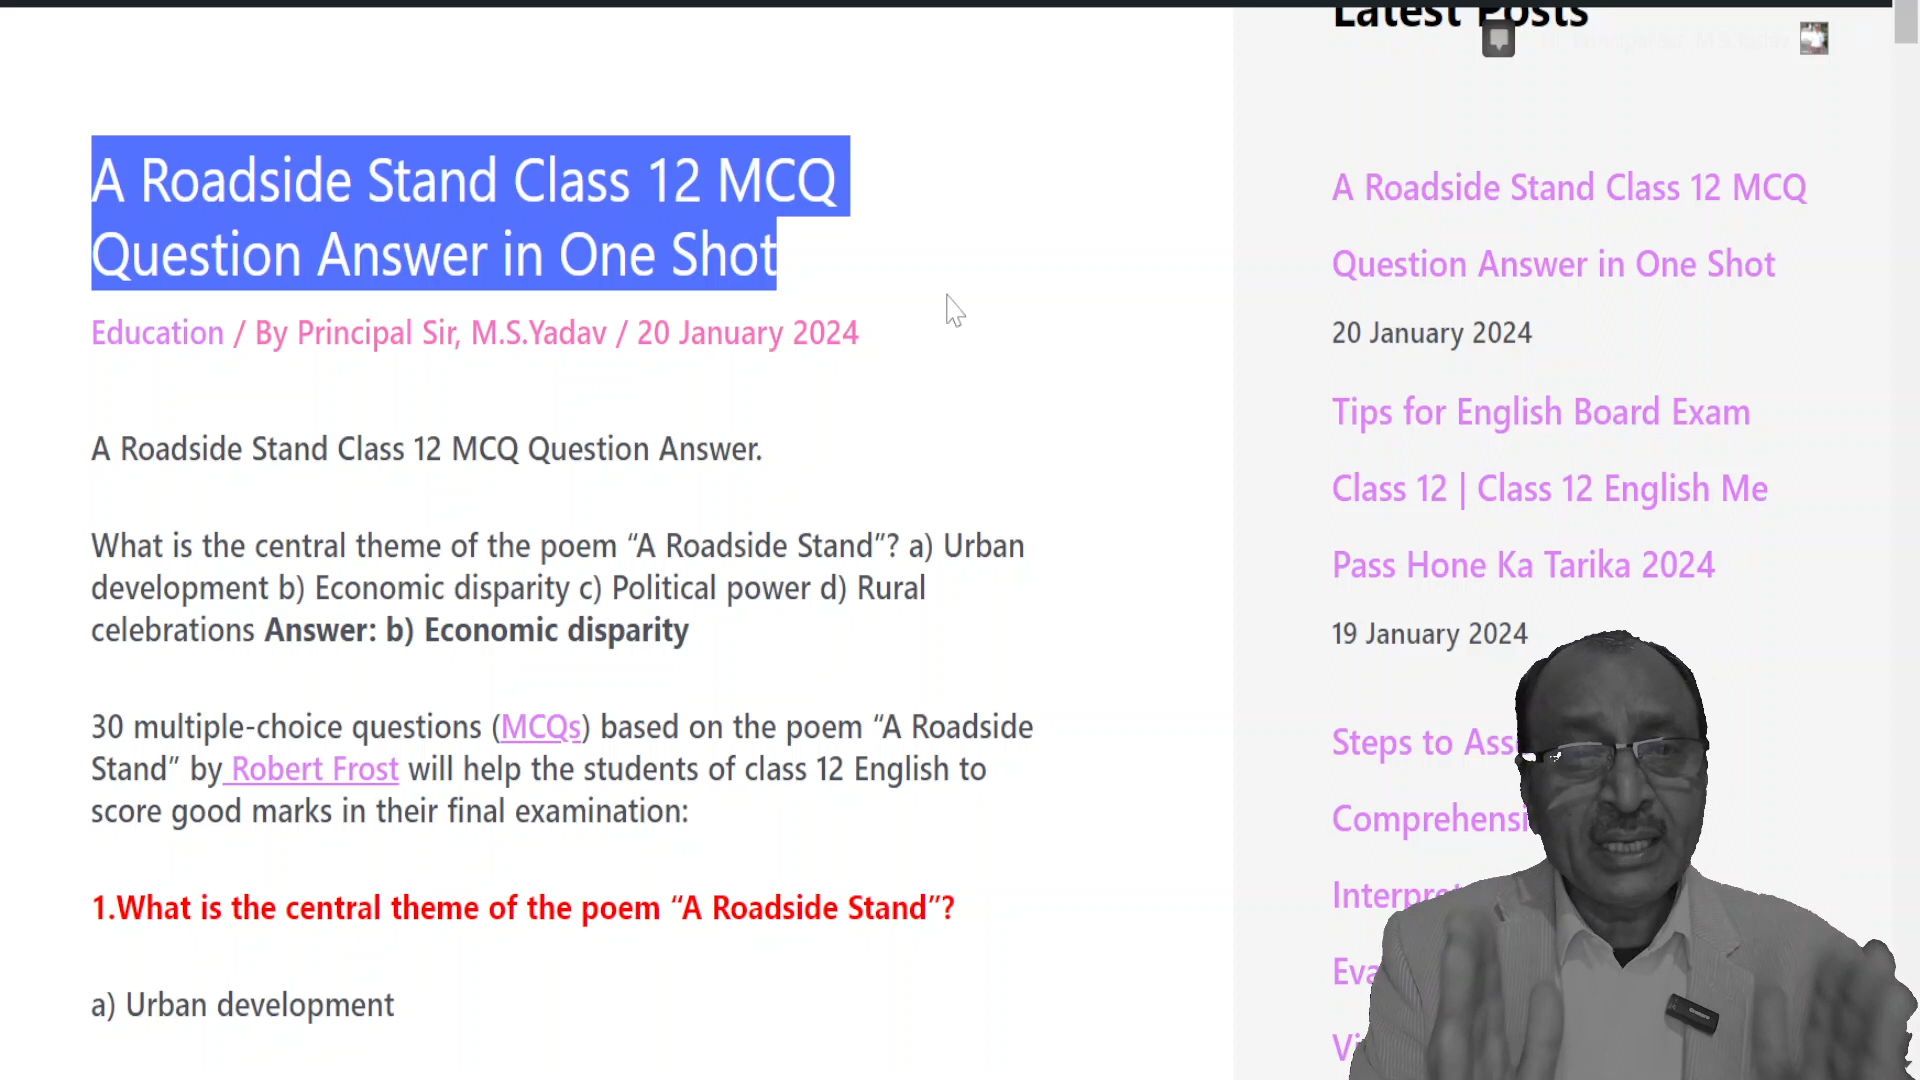 Latest Posts
A Roadside Stand Class 12 MCQ
Question Answer in One Shot
Education / By Principal Sir, M.S.Yadav / 20 January 2024
A Roadside Stand Class 12 MCQ Question Answer.
What is the central theme of the poem “A Roadside Stand”? a) Urban
development b) Economic disparity c) Political power d) Rural
celebrations Answer: b) Economic disparity
30 multiple-choice questions (MCQs) based on the poem “A Roadside
Stand” by Robert Frost will help the students of class 12 English to
score good marks in their final examination:
1.What is the central theme of the poem “A Roadside Stand”?
a) Urban development
A Roadside Stand Class 12 MCQ
Question Answer in One Shot
20 January 2024
Tips for English Board Exam
Class 12 | Class 12 English Me
Pass Hone Ka Tarika 2024
19 January 2024
Steps to